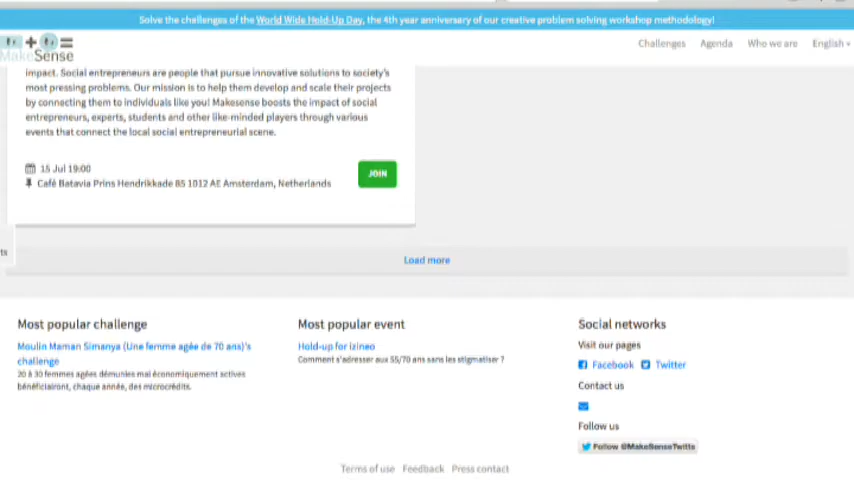 Solve the challenges of the World Wide Hold-Up Day, the 4th year anniversary of our creative problem solving workshop methodology!
MakeSense
Challenges Agenda Who we are English
impact. Social entrepreneurs are people that pursue innovative solutions to society's
most pressing problems. Our mission is to help them develop and scale their projects
by connecting them to individuals like you! Makesense boosts the impact of social
entrepreneurs, experts, students and other like-minded players through various
events that connect the local social entrepreneurial scene.
15 Jul 19:00
Café Batavia Prins Hendrikkade 85 1012 AE Amsterdam, Netherlands
JOIN
ts
Load more
Most popular challenge
Moulin Maman Simanya (Une femme agée de 70 ans)'s
challenge
20 à 30 femmes agées démunies mai économiquement actives
bénéficiairont, chaque année, des microcrédits.
Most popular event
Hold-up for Izineo
Comment s'adresser aux 55/70 ans sans les stigmatiser ?
Social networks
Visit our pages
Facebook Twitter
Contact us
Follow us
Follow @MakeSenseTwitts
Terms of use Feedback Press contact